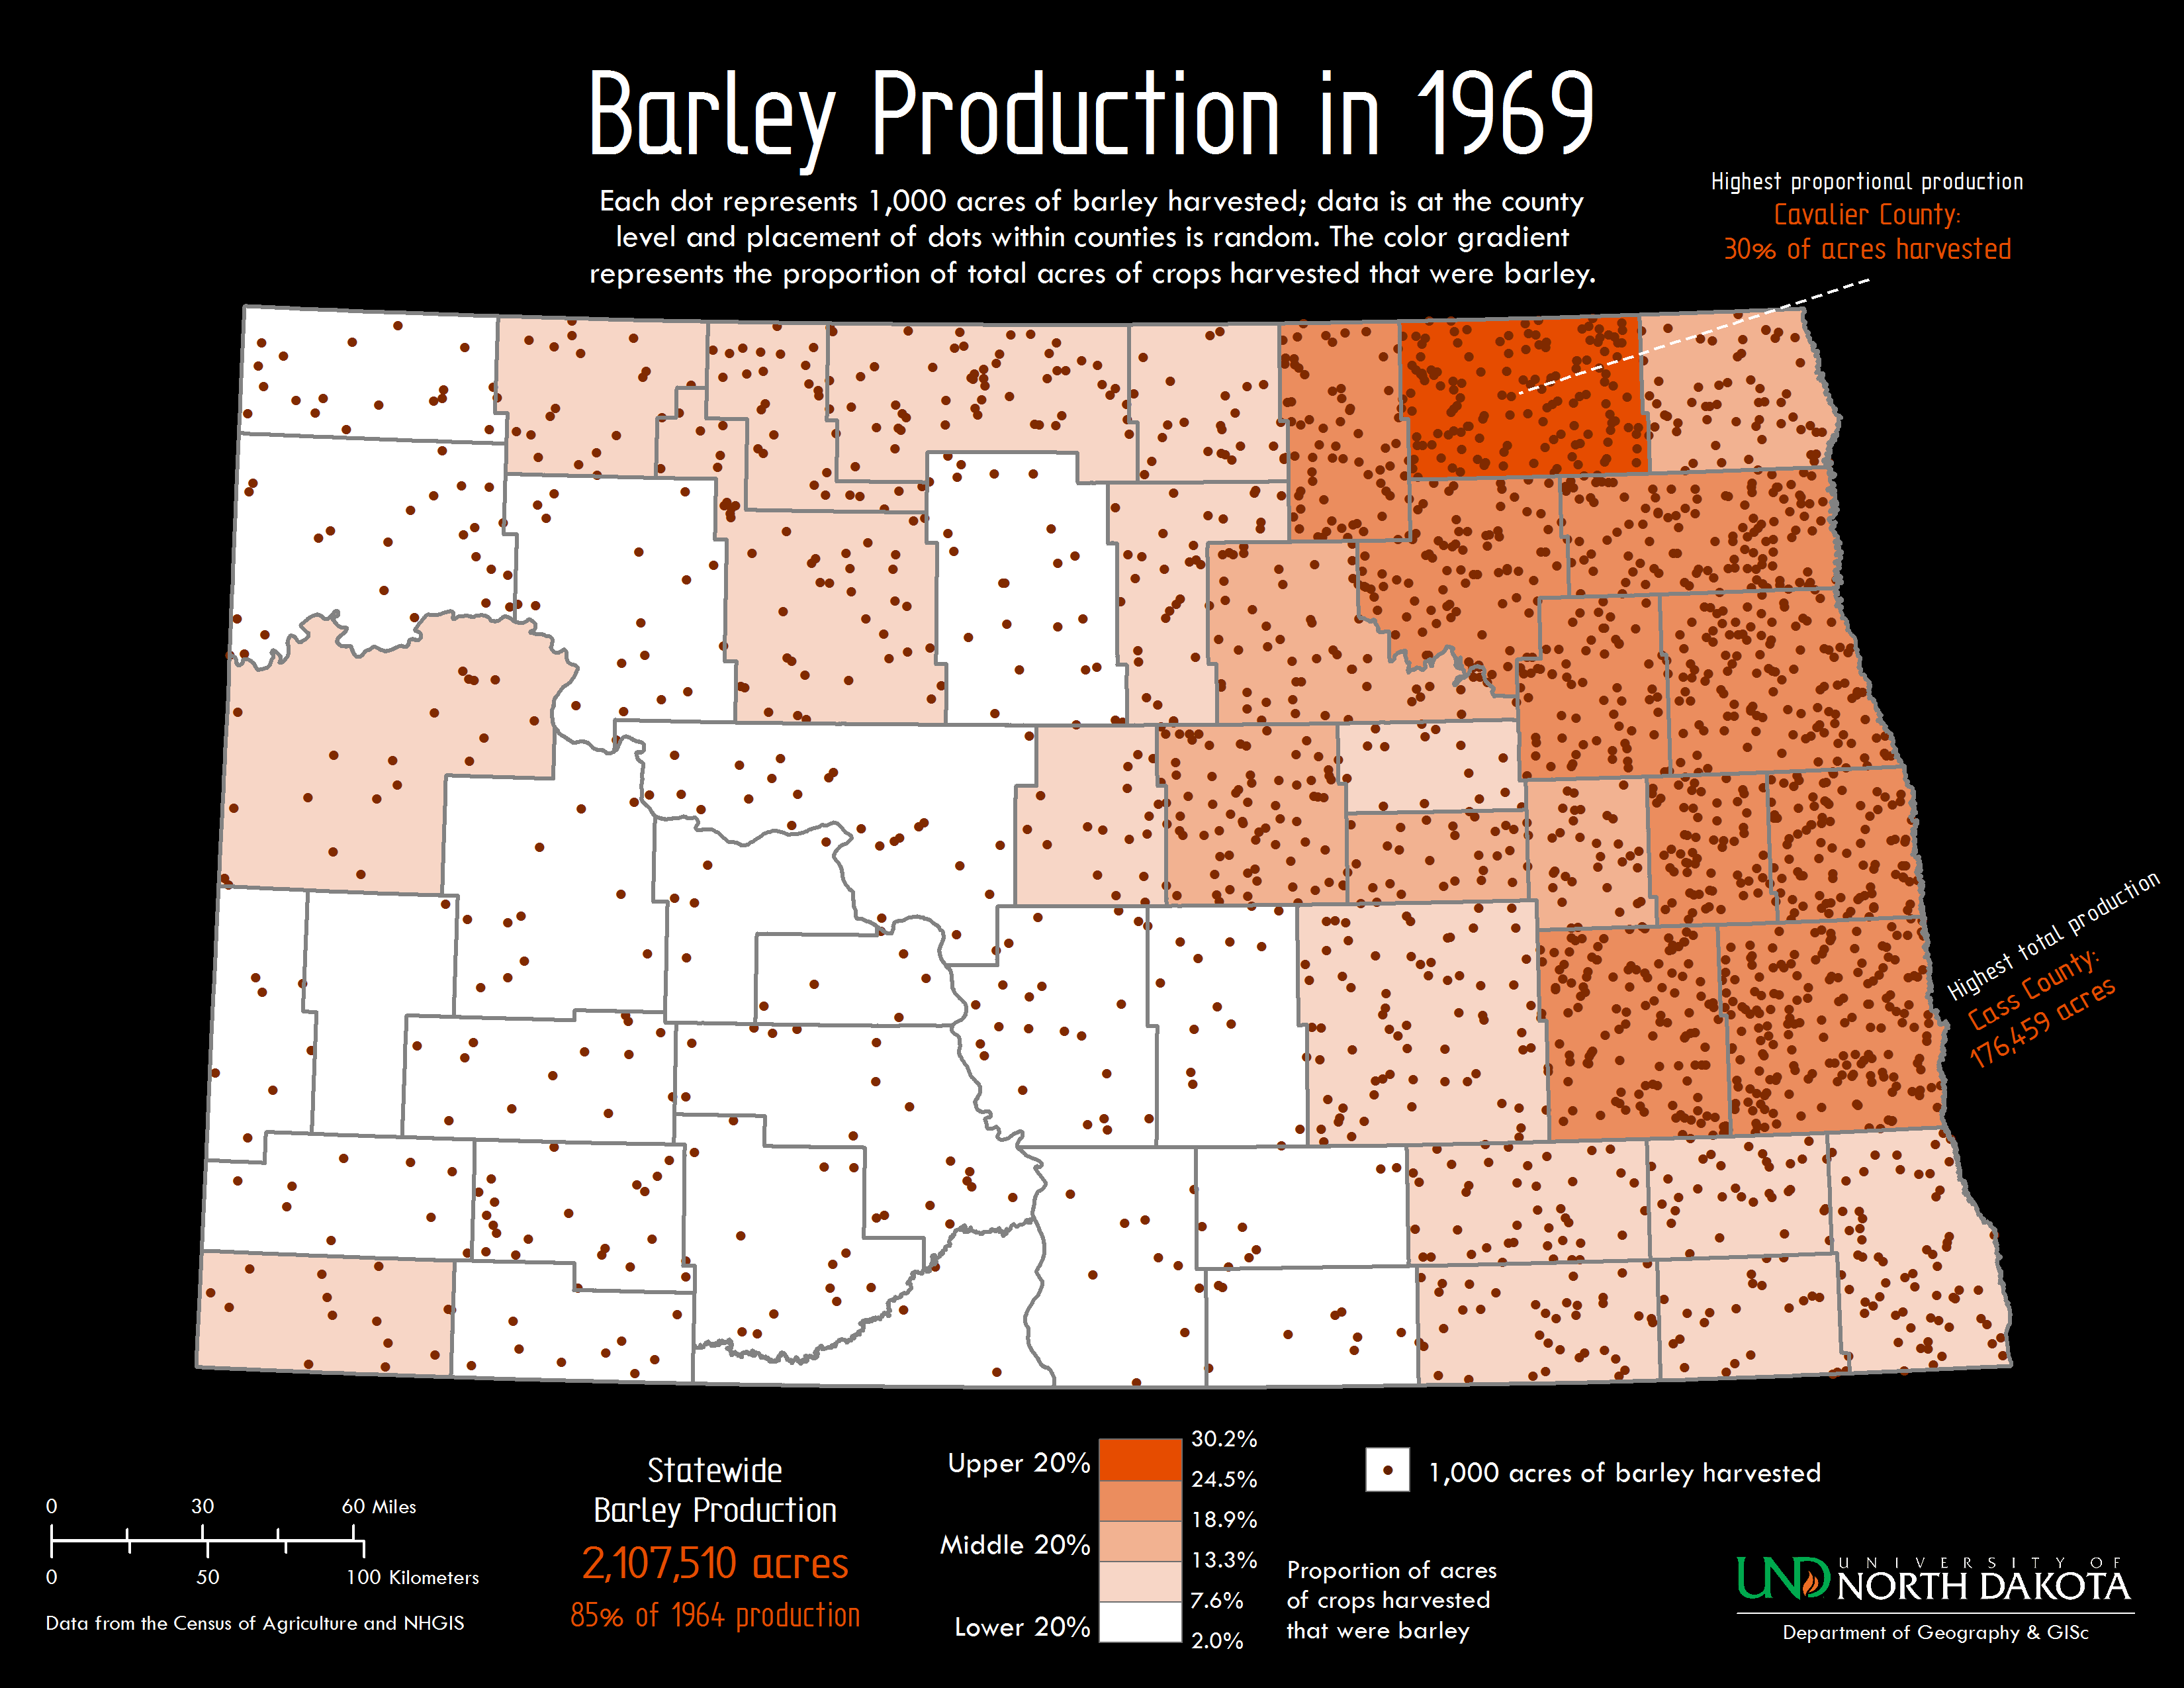 Barley Production in 1969
Each dot represents 1,000 acres of barley harvested; data is at the county
level and placement of dots within counties is random. The color gradient
represents the proportion of total acres of crops harvested that were barley.
Highest proportional production
Cavalier County:
30% of acres harvested
Highest total production
Cass County:
176,459 acres
0 30 60 Miles
0 50 100 Kilometers
Data from the Census of Agriculture and NHGIS
Statewide
Barley Production
2,107,510 acres
85% of 1964 production
Upper 20%
Middle 20%
Lower 20%
30.2%
24.5%
18.9%
13.3%
7.6%
2.0%
Proportion of acres
of crops harvested
that were barley
1,000 acres of barley harvested
UND UNIVERSITY OF
NORTH DAKOTA
Department of Geography & GISc